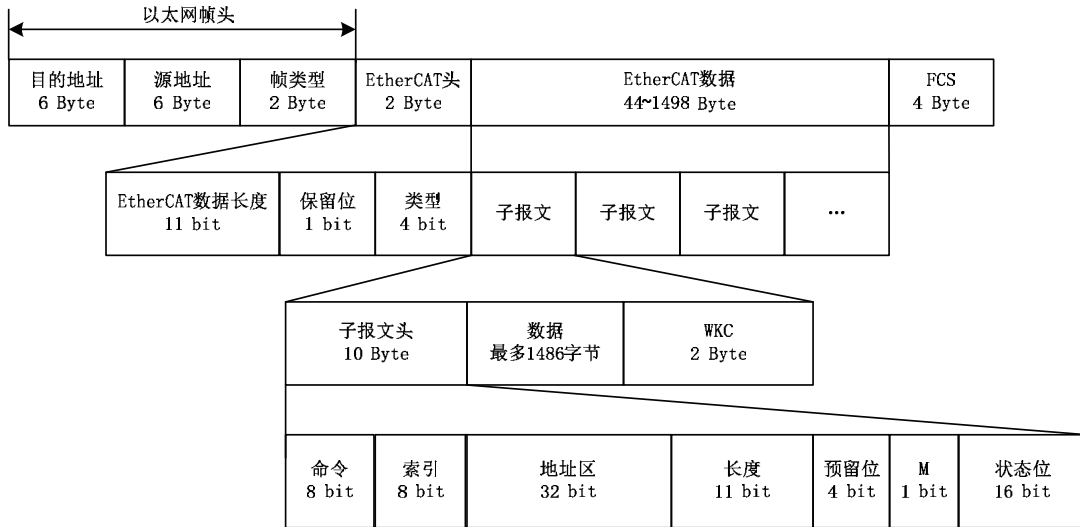 以太网帧头
目的地址
6 Byte
源地址
6 Byte
帧类型
2 Byte
EtherCAT头
2 Byte
EtherCAT数据
44~1498 Byte
FCS
4 Byte
EtherCAT数据长度
11 bit
保留位
1 bit
类型
4 bit
子报文
子报文
子报文
…
子报文头
10 Byte
数据
最多1486字节
WKC
2 Byte
命令
8 bit
索引
8 bit
地址区
32 bit
长度
11 bit
预留位
4 bit
M
1 bit
状态位
16 bit